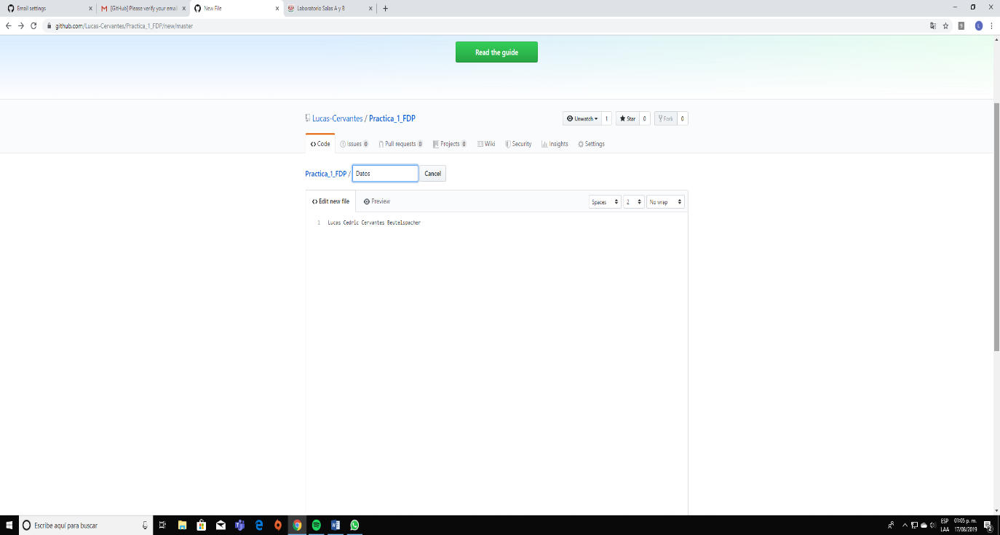 Email settings
[GitHub] Please verify your emai
New File
Laboratorio Salas A y B
github.com/Lucas-Cervantes/Practica_1_FDP/new/master
Read the guide
Lucas-Cervantes / Practica_1_FDP
Unwatch 1 Star 0 Fork 0
Code Issues 0 Pull requests 0 Projects 0 Wiki Security Insights Settings
Practica_1_FDP / Datos Cancel
Edit new file Preview Spaces 2 No wrap
1 Lucas Cedric Cervantes Beutelspacher
Escribe aquí para buscar
ESP 01:05 p. m.
LAA 17/08/2019
2